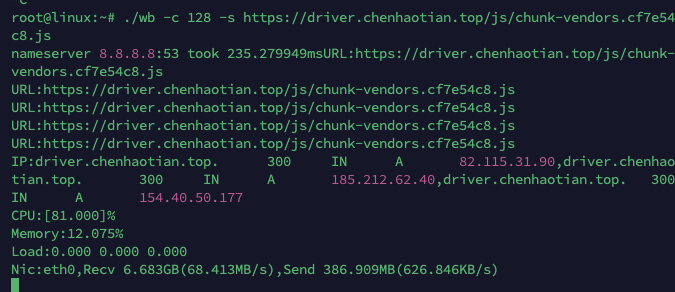 root@linux:~# ./wb -c 128 -s https://driver.chenhaotian.top/js/chunk-vendors.cf7e54
c8.js
nameserver 8.8.8.8:53 took 235.279949msURL:https://driver.chenhaotian.top/js/chunk-
vendors.cf7e54c8.js
URL:https://driver.chenhaotian.top/js/chunk-vendors.cf7e54c8.js
URL:https://driver.chenhaotian.top/js/chunk-vendors.cf7e54c8.js
URL:https://driver.chenhaotian.top/js/chunk-vendors.cf7e54c8.js
URL:https://driver.chenhaotian.top/js/chunk-vendors.cf7e54c8.js
IP:driver.chenhaotian.top. 300 IN A 82.115.31.90,driver.chenhao
tian.top. 300 IN A 185.212.62.40,driver.chenhaotian.top. 300
IN A 154.40.50.177
CPU:[81.000]%
Memory:12.075%
Load:0.000 0.000 0.000
Nic:eth0,Recv 6.683GB(68.413MB/s),Send 386.909MB(626.846KB/s)